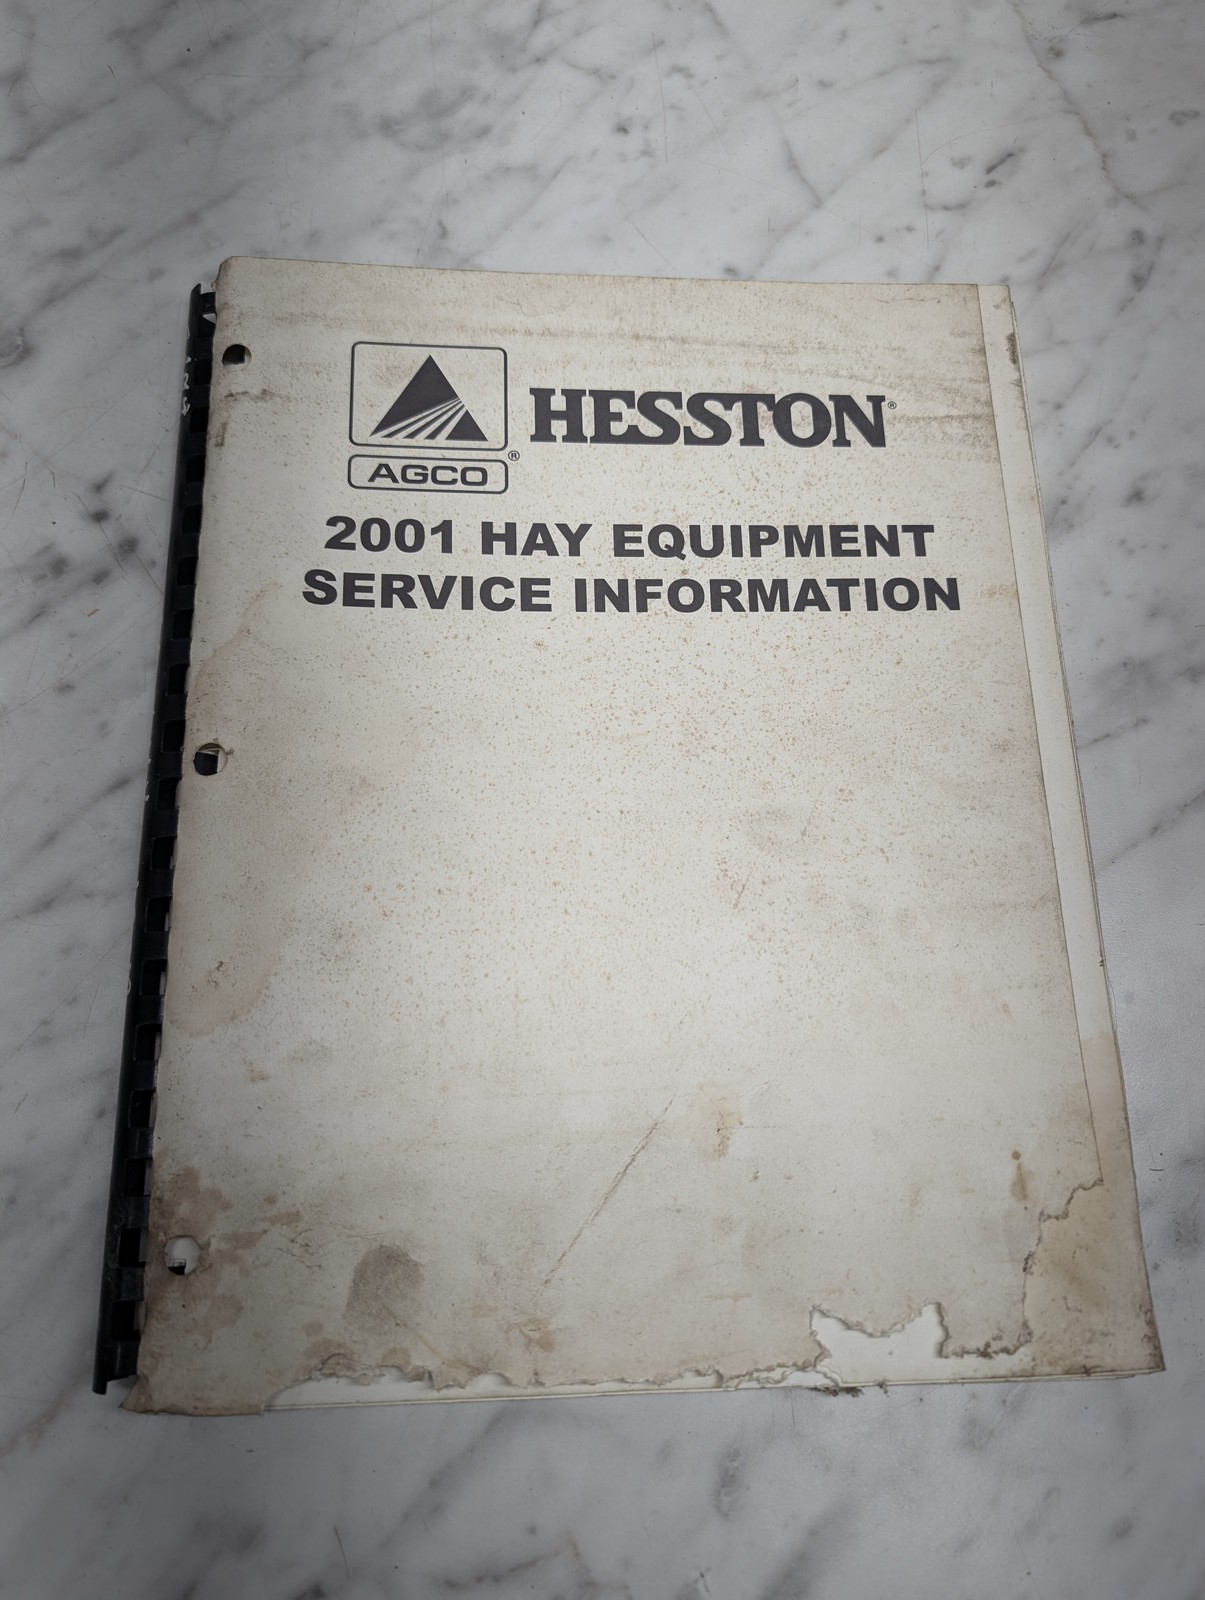 HESSTON®
AGCO®
2001 HAY EQUIPMENT
SERVICE INFORMATION